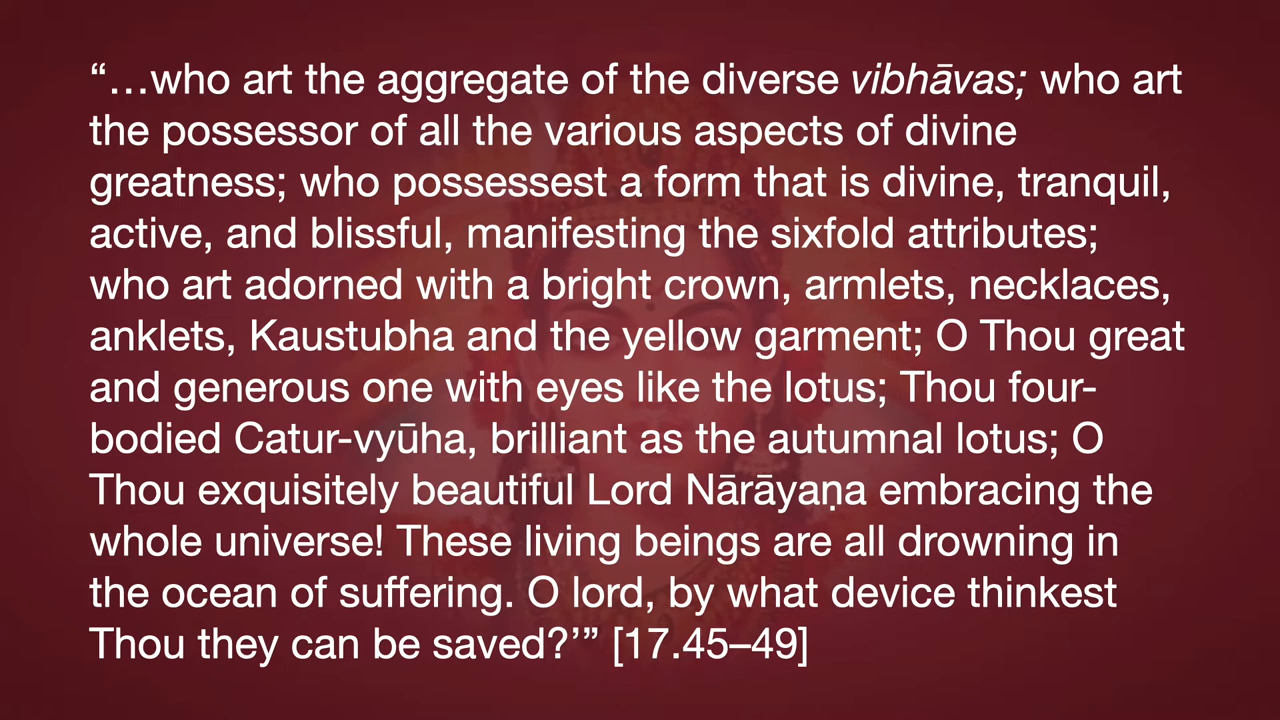 “…who art the aggregate of the diverse vibhāvas; who art
the possessor of all the various aspects of divine
greatness; who possessest a form that is divine, tranquil,
active, and blissful, manifesting the sixfold attributes;
who art adorned with a bright crown, armlets, necklaces,
anklets, Kaustubha and the yellow garment; O Thou great
and generous one with eyes like the lotus; Thou four-
bodied Catur-vyūha, brilliant as the autumnal lotus; O
Thou exquisitely beautiful Lord Nārāyaṇa embracing the
whole universe! These living beings are all drowning in
the ocean of suffering. O lord, by what device thinkest
Thou they can be saved?’” [17.45–49]